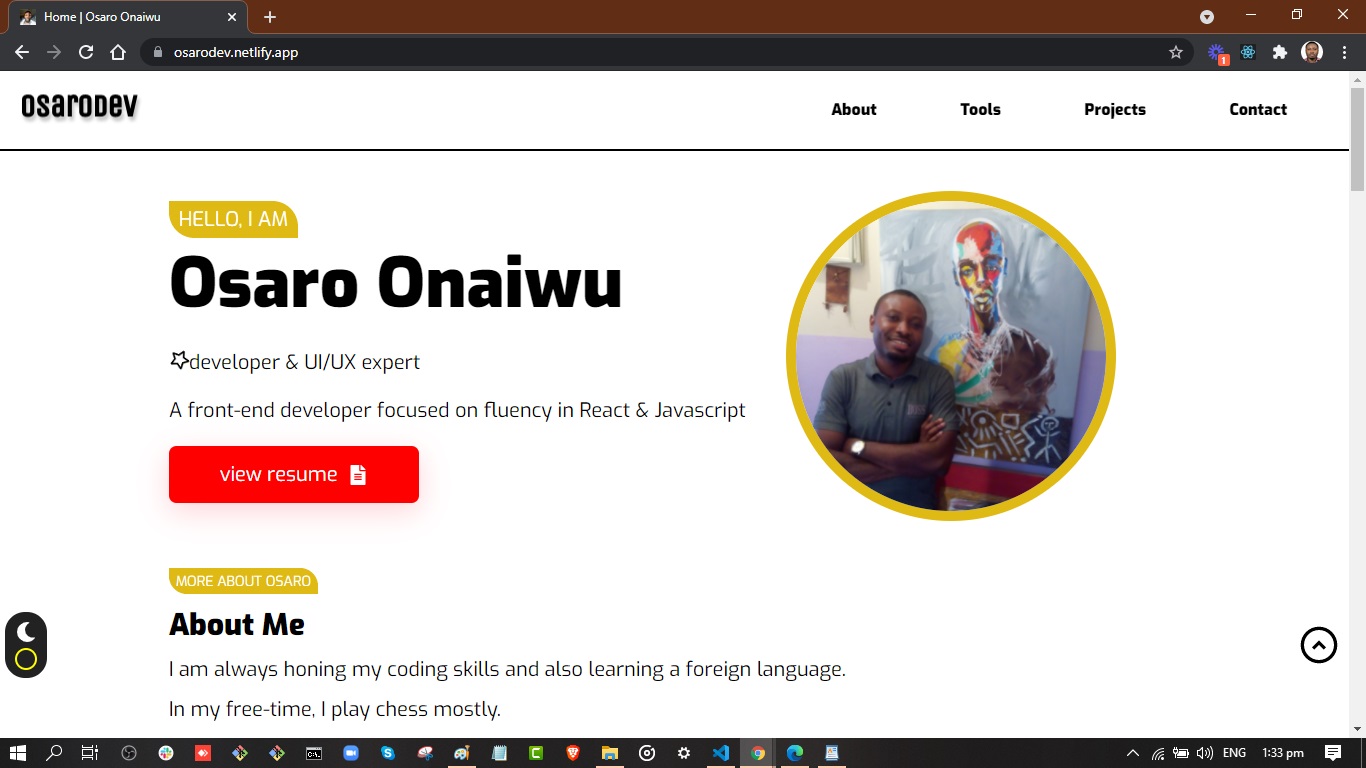 Home | Osaro Onaiwu
osarodev.netlify.app
1
osaroDev
About
Tools
Projects
Contact
HELLO, I AM
Osaro Onaiwu
developer & UI/UX expert
A front-end developer focused on fluency in React & Javascript
view resume
MORE ABOUT OSARO
About Me
I am always honing my coding skills and also learning a foreign language.
In my free-time, I play chess mostly.
ENG
1:33 pm